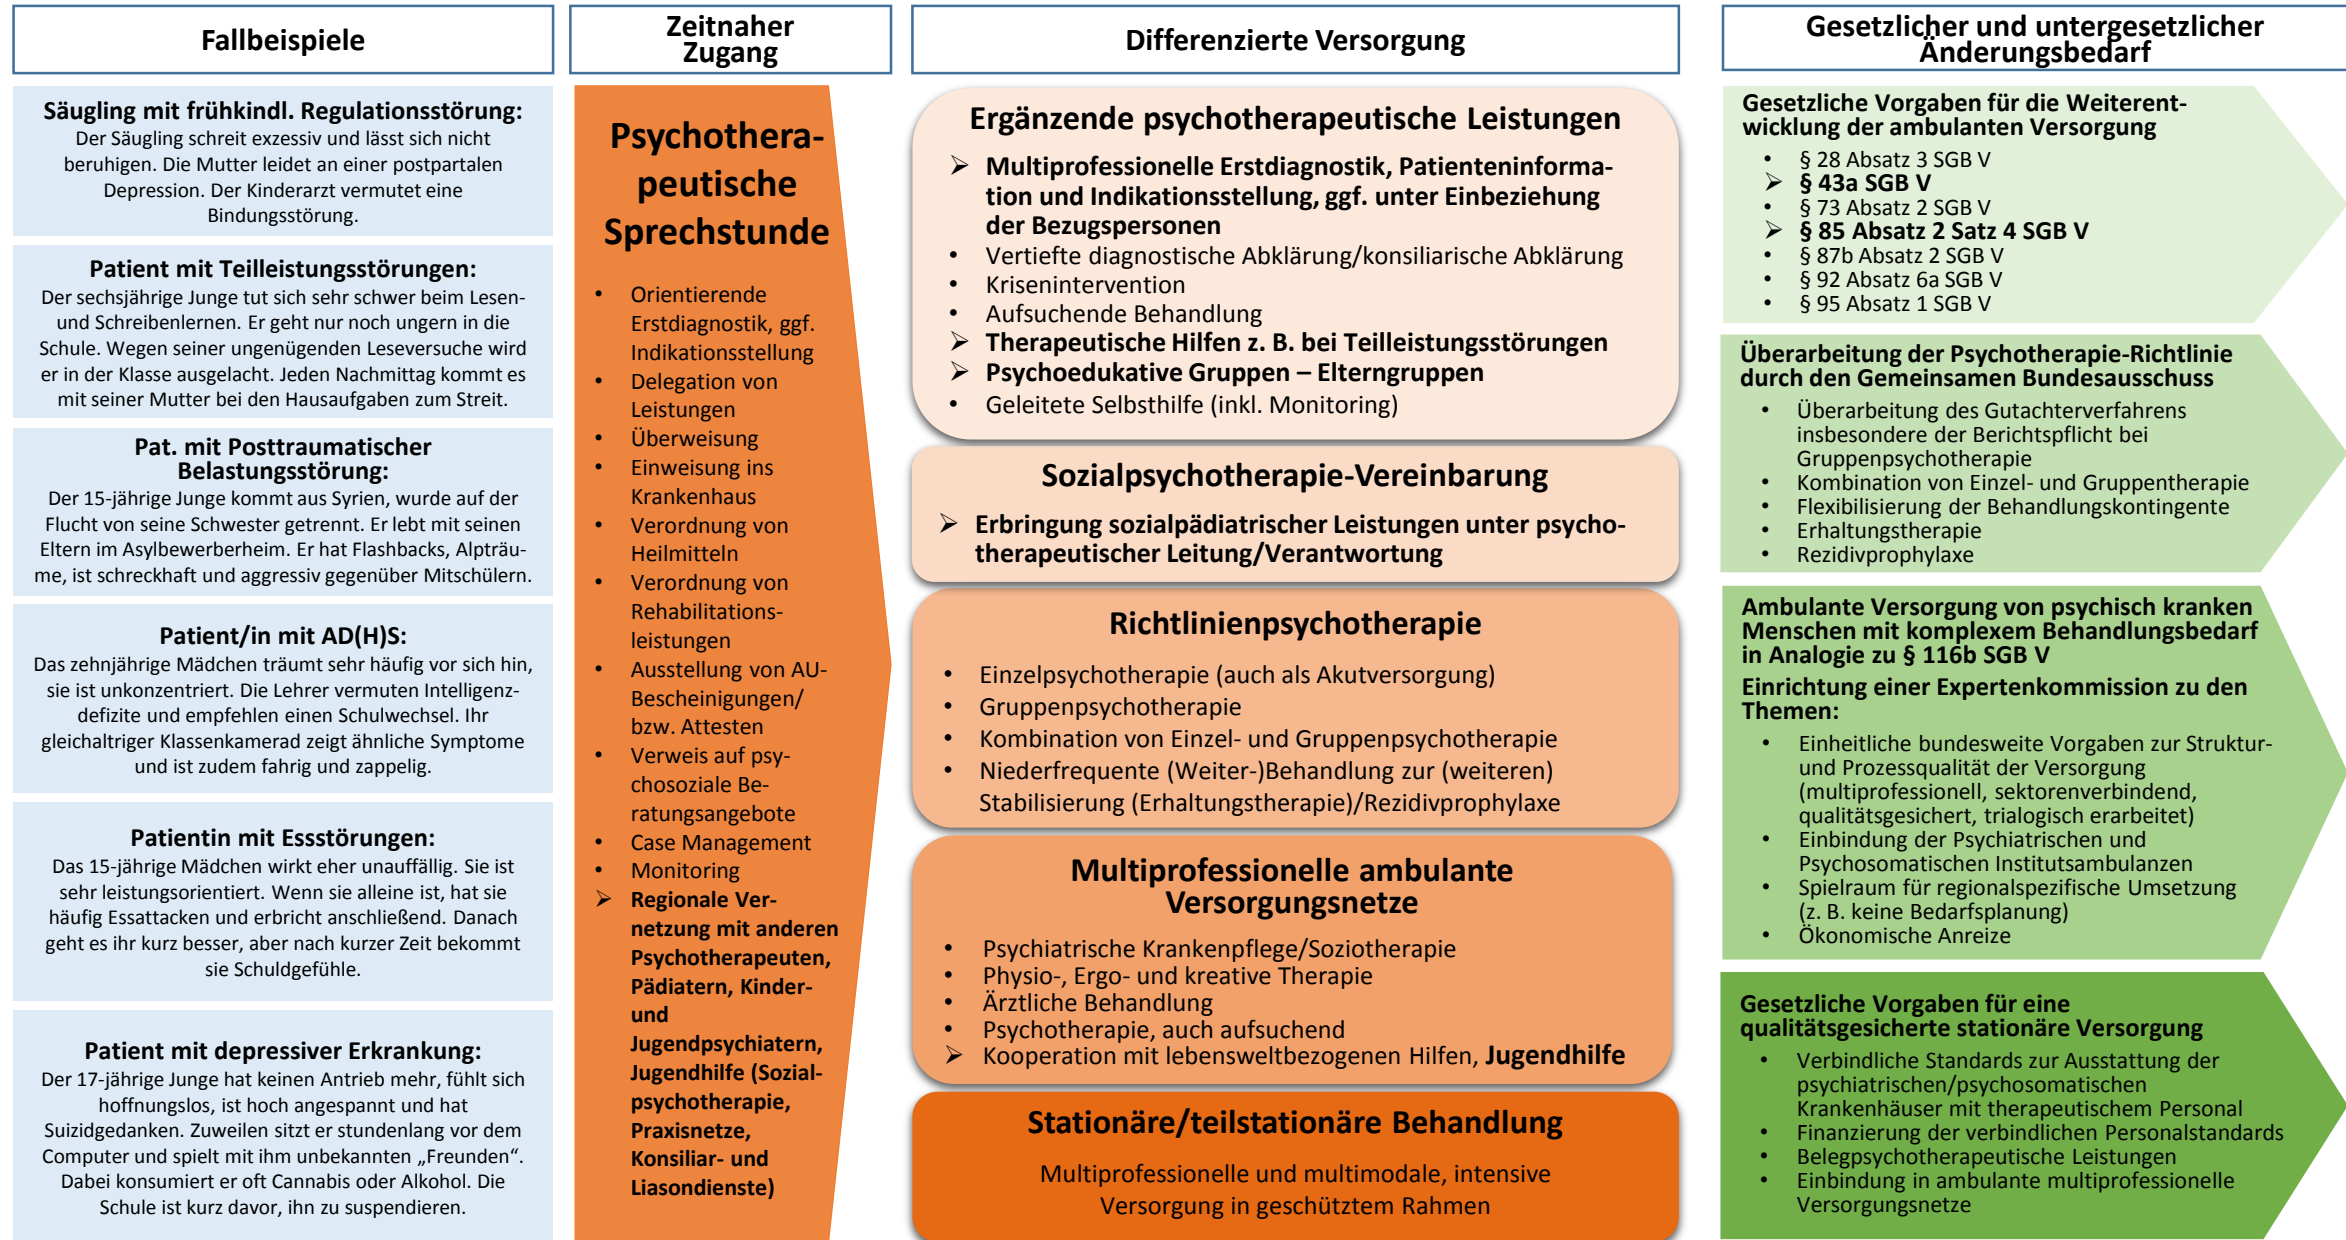 Fallbeispiele
Säugling mit frühkindl. Regulationsstörung:
Der Säugling schreit exzessiv und lässt sich nicht
beruhigen. Die Mutter leidet an einer postpartalen
Depression. Der Kinderarzt vermutet eine
Bindungsstörung.
Patient mit Teilleistungsstörungen:
Der sechsjährige Junge tut sich sehr schwer beim Lesen-
und Schreibenlernen. Er geht nur noch ungern in die
Schule. Wegen seiner ungenügenden Leseversuche wird
er in der Klasse ausgelacht. Jeden Nachmittag kommt es
mit seiner Mutter bei den Hausaufgaben zum Streit.
Pat. mit Posttraumatischer
Belastungsstörung:
Der 15-jährige Junge kommt aus Syrien, wurde auf der
Flucht von seine Schwester getrennt. Er lebt mit seinen
Eltern im Asylbewerberheim. Er hat Flashbacks, Alpträu-
me, ist schreckhaft und aggressiv gegenüber Mitschülern.
Patient/in mit AD(H)S:
Das zehnjährige Mädchen träumt sehr häufig vor sich hin,
sie ist unkonzentriert. Die Lehrer vermuten Intelligenz-
defizite und empfehlen einen Schulwechsel. Ihr
gleichaltriger Klassenkamerad zeigt ähnliche Symptome
und ist zudem fahrig und zappelig.
Patientin mit Essstörungen:
Das 15-jährige Mädchen wirkt eher unauffällig. Sie ist
sehr leistungsorientiert. Wenn sie alleine ist, hat sie
häufig Essattacken und erbricht anschließend. Danach
geht es ihr kurz besser, aber nach kurzer Zeit bekommt
sie Schuldgefühle.
Patient mit depressiver Erkrankung:
Der 17-jährige Junge hat keinen Antrieb mehr, fühlt sich
hoffnungslos, ist hoch angespannt und hat
Suizidgedanken. Zuweilen sitzt er stundenlang vor dem
Computer und spielt mit ihm unbekannten „Freunden“.
Dabei konsumiert er oft Cannabis oder Alkohol. Die
Schule ist kurz davor, ihn zu suspendieren.
Zeitnaher
Zugang
Psychothera-
peutische
Sprechstunde
• Orientierende
Erstdiagnostik, ggf.
Indikationsstellung
• Delegation von
Leistungen
• Überweisung
• Einweisung ins
Krankenhaus
• Verordnung von
Heilmitteln
• Verordnung von
Rehabilitations-
leistungen
• Ausstellung von AU-
Bescheinigungen/
bzw. Attesten
• Verweis auf psy-
chosoziale Be-
ratungsangebote
• Case Management
• Monitoring
➢ Regionale Ver-
netzung mit anderen
Psychotherapeuten,
Pädiatern, Kinder-
und
Jugendpsychiatern,
Jugendhilfe (Sozial-
psychotherapie,
Praxisnetze,
Konsiliar- und
Liasondienste)
Differenzierte Versorgung
Ergänzende psychotherapeutische Leistungen
➢ Multiprofessionelle Erstdiagnostik, Patienteninforma-
tion und Indikationsstellung, ggf. unter Einbeziehung
der Bezugspersonen
• Vertiefte diagnostische Abklärung/konsiliarische Abklärung
• Krisenintervention
• Aufsuchende Behandlung
➢ Therapeutische Hilfen z. B. bei Teilleistungsstörungen
➢ Psychoedukative Gruppen – Elterngruppen
• Geleitete Selbsthilfe (inkl. Monitoring)
Sozialpsychotherapie-Vereinbarung
➢ Erbringung sozialpädiatrischer Leistungen unter psycho-
therapeutischer Leitung/Verantwortung
Richtlinienpsychotherapie
• Einzelpsychotherapie (auch als Akutversorgung)
• Gruppenpsychotherapie
• Kombination von Einzel- und Gruppenpsychotherapie
• Niederfrequente (Weiter-)Behandlung zur (weiteren)
Stabilisierung (Erhaltungstherapie)/Rezidivprophylaxe
Multiprofessionelle ambulante
Versorgungsnetze
• Psychiatrische Krankenpflege/Soziotherapie
• Physio-, Ergo- und kreative Therapie
• Ärztliche Behandlung
• Psychotherapie, auch aufsuchend
➢ Kooperation mit lebensweltbezogenen Hilfen, Jugendhilfe
Stationäre/teilstationäre Behandlung
Multiprofessionelle und multimodale, intensive
Versorgung in geschütztem Rahmen
Gesetzlicher und untergesetzlicher
Änderungsbedarf
Gesetzliche Vorgaben für die Weiterent-
wicklung der ambulanten Versorgung
• § 28 Absatz 3 SGB V
➢ § 43a SGB V
• § 73 Absatz 2 SGB V
➢ § 85 Absatz 2 Satz 4 SGB V
• § 87b Absatz 2 SGB V
• § 92 Absatz 6a SGB V
• § 95 Absatz 1 SGB V
Überarbeitung der Psychotherapie-Richtlinie
durch den Gemeinsamen Bundesausschuss
• Überarbeitung des Gutachterverfahrens
insbesondere der Berichtspflicht bei
Gruppenpsychotherapie
• Kombination von Einzel- und Gruppentherapie
• Flexibilisierung der Behandlungskontingente
• Erhaltungstherapie
• Rezidivprophylaxe
Ambulante Versorgung von psychisch kranken
Menschen mit komplexem Behandlungsbedarf
in Analogie zu § 116b SGB V
Einrichtung einer Expertenkommission zu den
Themen:
• Einheitliche bundesweite Vorgaben zur Struktur-
und Prozessqualität der Versorgung
(multiprofessionell, sektorenverbindend,
qualitätsgesichert, trialogisch erarbeitet)
• Einbindung der Psychiatrischen und
Psychosomatischen Institutsambulanzen
• Spielraum für regionalspezifische Umsetzung
(z. B. keine Bedarfsplanung)
• Ökonomische Anreize
Gesetzliche Vorgaben für eine
qualitätsgesicherte stationäre Versorgung
• Verbindliche Standards zur Ausstattung der
psychiatrischen/psychosomatischen
Krankenhäuser mit therapeutischem Personal
• Finanzierung der verbindlichen Personalstandards
• Belegpsychotherapeutische Leistungen
• Einbindung in ambulante multiprofessionelle
Versorgungsnetze